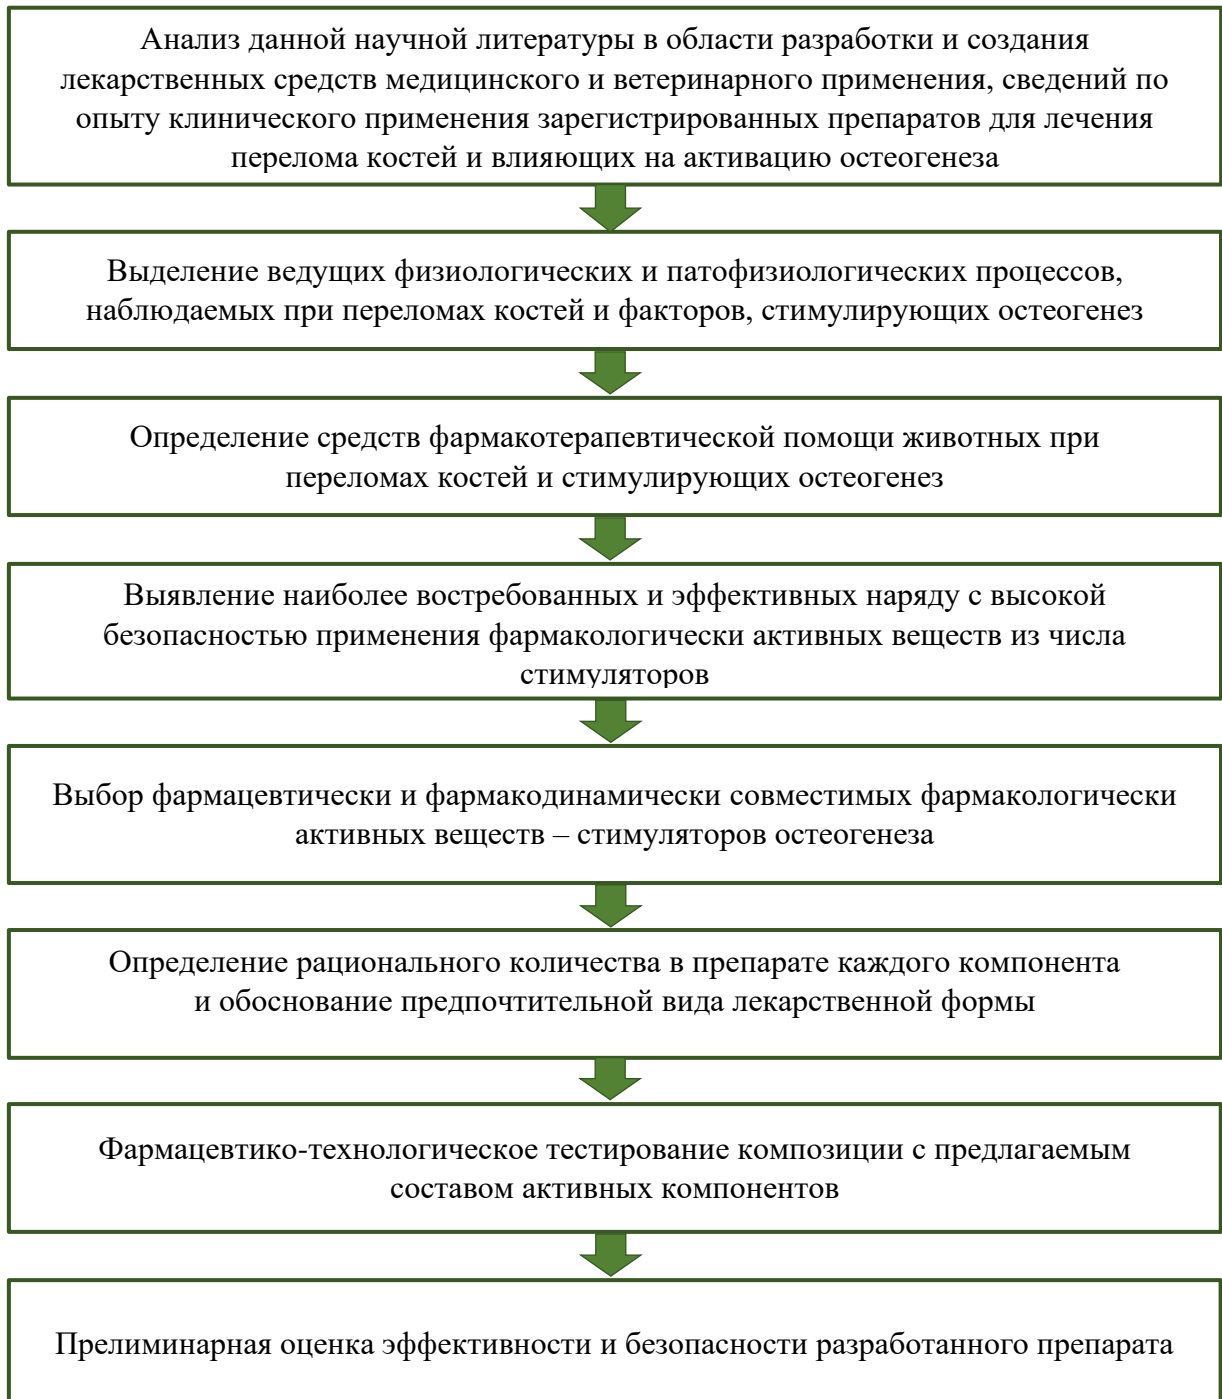 Анализ данной научной литературы в области разработки и создания
лекарственных средств медицинского и ветеринарного применения, сведений по
опыту клинического применения зарегистрированных препаратов для лечения
перелома костей и влияющих на активацию остеогенеза
Выделение ведущих физиологических и патофизиологических процессов,
наблюдаемых при переломах костей и факторов, стимулирующих остеогенез
Определение средств фармакотерапевтической помощи животных при
переломах костей и стимулирующих остеогенез
Выявление наиболее востребованных и эффективных наряду с высокой
безопасностью применения фармакологически активных веществ из числа
стимуляторов
Выбор фармацевтически и фармакодинамически совместимых фармакологически
активных веществ – стимуляторов остеогенеза
Определение рационального количества в препарате каждого компонента
и обоснование предпочтительной вида лекарственной формы
Фармацевтико-технологическое тестирование композиции с предлагаемым
составом активных компонентов
Прелиминарная оценка эффективности и безопасности разработанного препарата